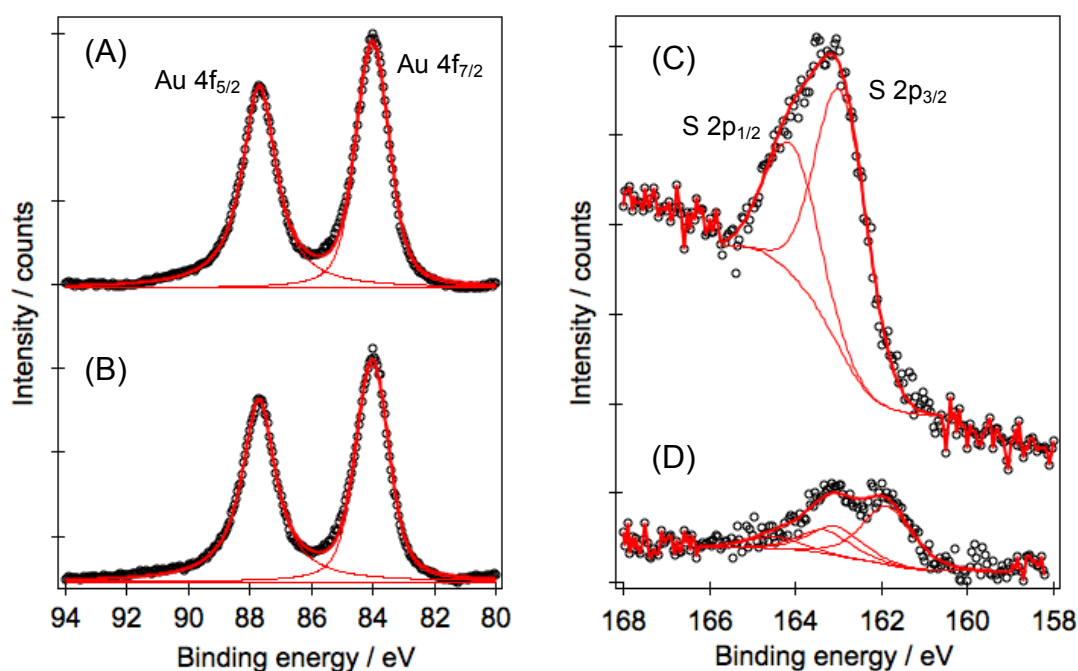 (A)
Au 4f5/2
Au 4f7/2
(B)
Intensity / counts
94 92 90 88 86 84 82 80
Binding energy / eV
(C)
S 2p1/2
S 2p3/2
(D)
Intensity / counts
168 166 164 162 160 158
Binding energy / eV